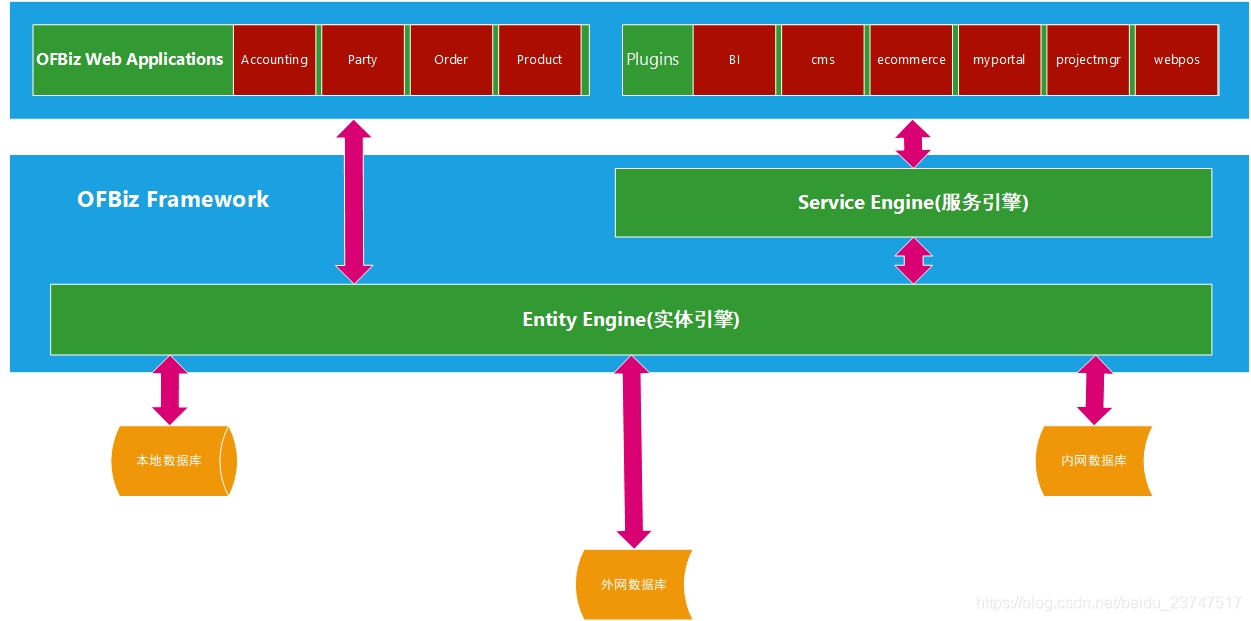 OFBiz Web Applications
Accounting
Party
Order
Product
Plugins
BI
cms
ecommerce
myportal
projectmgr
webpos
OFBiz Framework
Service Engine(服务引擎)
Entity Engine(实体引擎)
本地数据库
内网数据库
外网数据库
https://blog.csdn.net/baidu_23747517